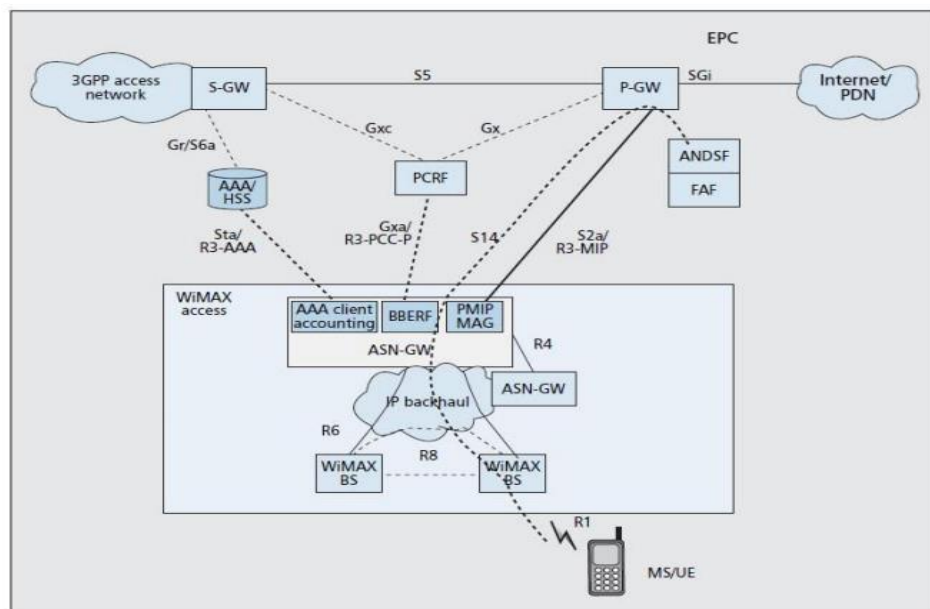 EPC
3GPP access
network
S-GW
S5
P-GW
SGi
Internet/
PDN
Gxc
Gx
Gr/S6a
ANDSF
FAF
AAA/
HSS
PCRF
Sta/
R3-AAA
Gxa/
R3-PCC-P
S14
S2a/
R3-MIP
WiMAX
access
AAA client
accounting
BBERF
PMIP
MAG
ASN-GW
R4
ASN-GW
IP backhaul
R6
R8
WiMAX
BS
WiMAX
BS
R1
MS/UE